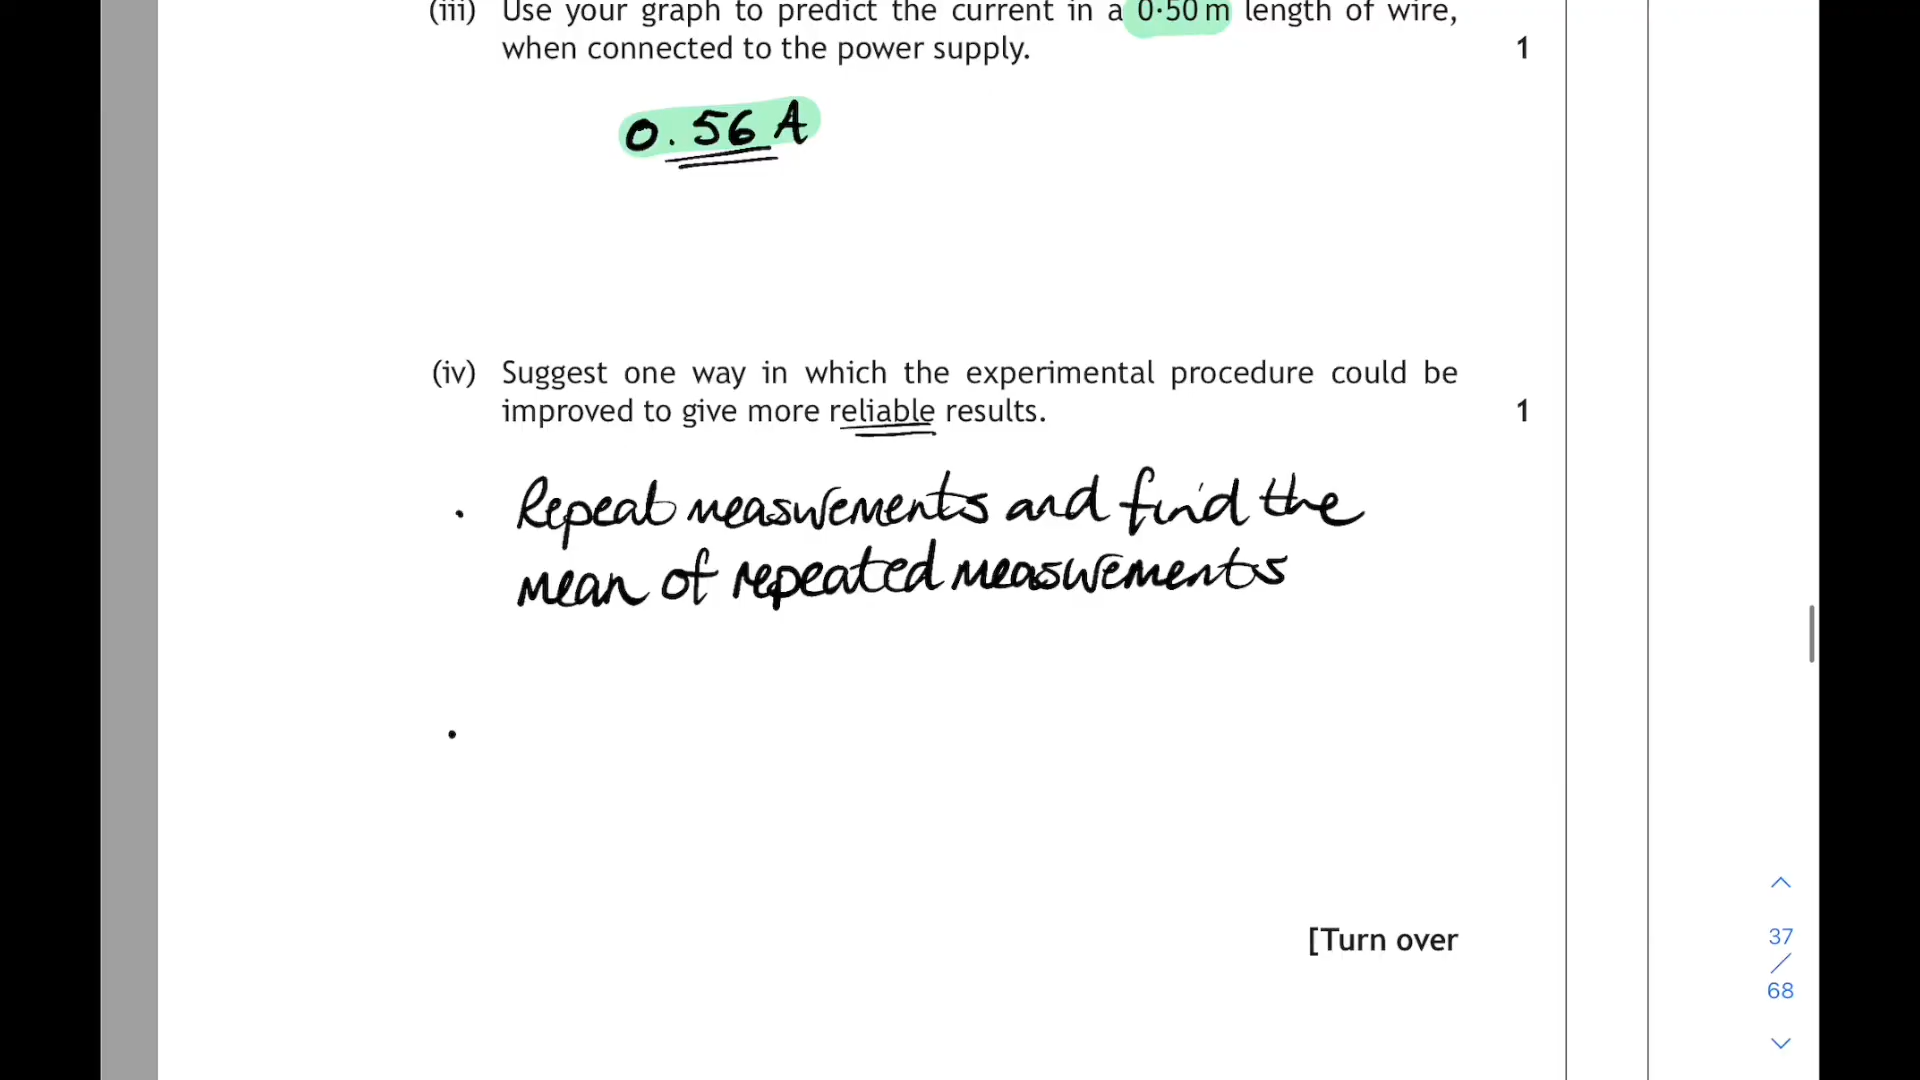 (iii) Use your graph to predict the current in a 0·50 m length of wire,
when connected to the power supply. 1
0.56 A
(iv) Suggest one way in which the experimental procedure could be
improved to give more reliable results. 1
· Repeat measurements and find the
mean of repeated measurements
·
[Turn over
37
/
68